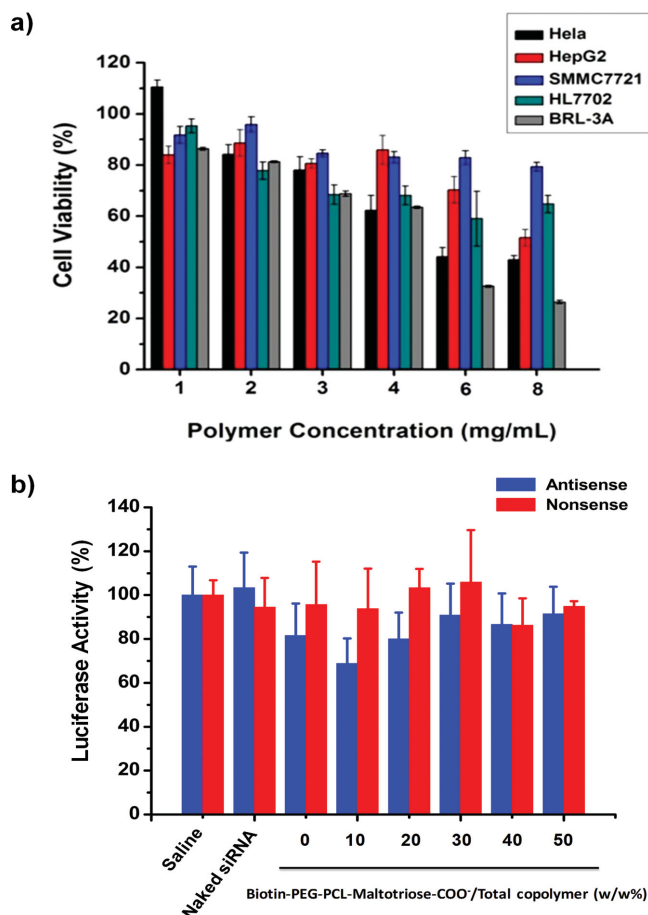 a)
Hela
HepG2
SMMC7721
HL7702
BRL-3A
120
100
80
60
40
20
0
Cell Viability (%)
1 2 3 4 6 8
Polymer Concentration (mg/mL)
b)
Antisense
Nonsense
140
120
100
80
60
40
20
0
Luciferase Activity (%)
Saline
Naked siRNA
0 10 20 30 40 50
Biotin-PEG-PCL-Maltotriose-COO⁻/Total copolymer (w/w%)